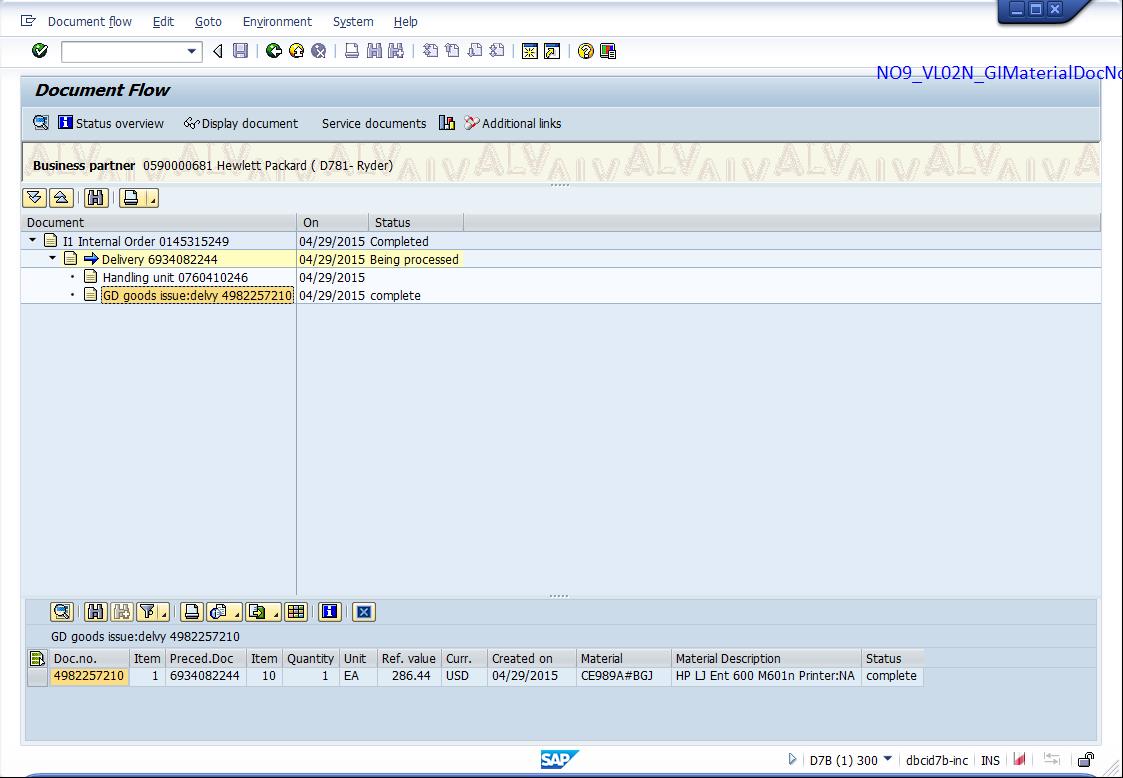 Document flow Edit Goto Environment System Help
NO9_VL02N_GIMaterialDocNo
Document Flow
Status overview Display document Service documents Additional links
Business partner 0590000681 Hewlett Packard ( D781- Ryder)
Document On Status
I1 Internal Order 0145315249 04/29/2015 Completed
Delivery 6934082244 04/29/2015 Being processed
Handling unit 0760410246 04/29/2015
GD goods issue:delvy 4982257210 04/29/2015 complete
GD goods issue:delvy 4982257210
Doc.no. Item Preced.Doc Item Quantity Unit Ref. value Curr. Created on Material Material Description Status
4982257210 1 6934082244 10 1 EA 286.44 USD 04/29/2015 CE989A#BGJ HP LJ Ent 600 M601n Printer:NA complete
SAP D7B (1) 300 dbcid7b-inc INS